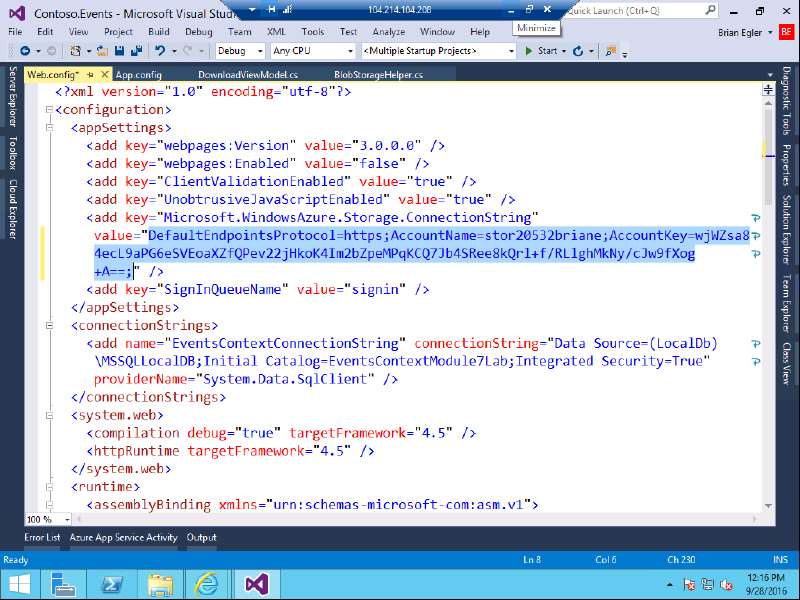 Contoso.Events - Microsoft Visual Stud
104.214.104.208
Quick Launch (Ctrl+Q)
Minimize
File Edit View Project Build Debug Team XML Tools Test Analyze Window Help
Brian Egler BE
Debug Any CPU <Multiple Startup Projects> Start
Web.config* App.config DownloadViewModel.cs BlobStorageHelper.cs
Server Explorer
Toolbox
Cloud Explorer
<?xml version="1.0" encoding="utf-8"?>
<configuration>
<appSettings>
<add key="webpages:Version" value="3.0.0.0" />
<add key="webpages:Enabled" value="false" />
<add key="ClientValidationEnabled" value="true" />
<add key="UnobtrusiveJavaScriptEnabled" value="true" />
<add key="Microsoft.WindowsAzure.Storage.ConnectionString"
value="DefaultEndpointsProtocol=https;AccountName=stor20532briane;AccountKey=
+A==;" />
<add key="SignInQueueName" value="signin" />
</appSettings>
<connectionStrings>
<add name="EventsContextConnectionString" connectionString="Data Source=(LocalDb)
\MSSQLLocalDB;Initial Catalog=EventsContextModule7Lab;Integrated Security=True"
providerName="System.Data.SqlClient" />
</connectionStrings>
<system.web>
<compilation debug="true" targetFramework="4.5" />
<httpRuntime targetFramework="4.5" />
</system.web>
<runtime>
<assemblyBinding xmlns="urn:schemas-microsoft-com:asm.v1">
Diagnostic Tools
Properties
Solution Explorer
Team Explorer
Class View
100 %
Error List Azure App Service Activity Output
Ready Ln 8 Col 6 Ch 230 INS
12:16 PM
9/28/2016